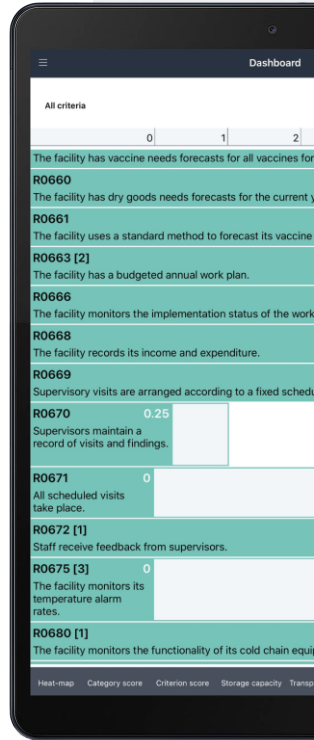 Dashboard
All criteria
0 1 2
The facility has vaccine needs forecasts for all vaccines for
R0660
The facility has dry goods needs forecasts for the current
R0661
The facility uses a standard method to forecast its vaccine
R0663 [2]
The facility has a budgeted annual work plan.
R0666
The facility monitors the implementation status of the work
R0668
The facility records its income and expenditure.
R0669
Supervisory visits are arranged according to a fixed
R0670 0.25
Supervisors maintain a
record of visits and findings.
R0671 0
All scheduled visits
take place.
R0672 [1]
Staff receive feedback from supervisors.
R0675 [3] 0
The facility monitors its
temperature alarm
rates.
R0680 [1]
The facility monitors the functionality of its cold chain
Heat-map Category score Criterion score Storage capacity